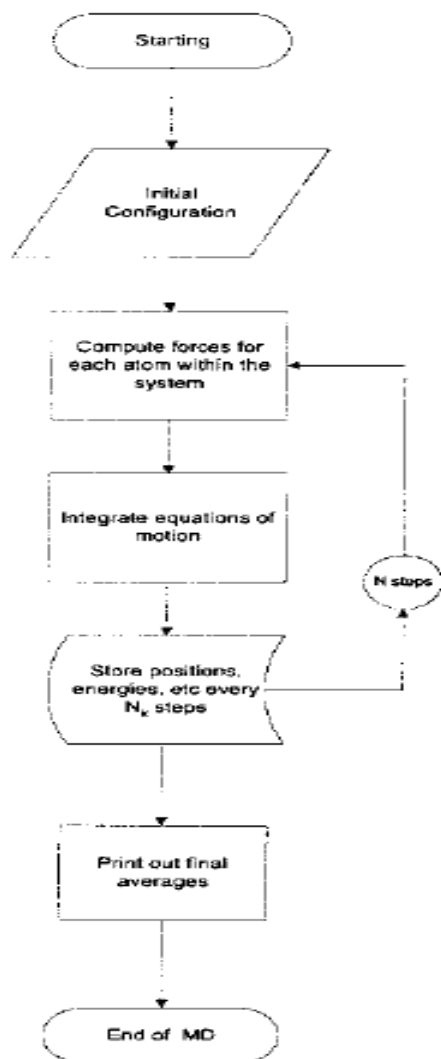 Starting
Initial
Configuration
Compute forces for
each atom within the
system
Integrate equations of
motion
N steps
Store positions,
energies, etc every
Nk steps
Print out final
averages
End of MD